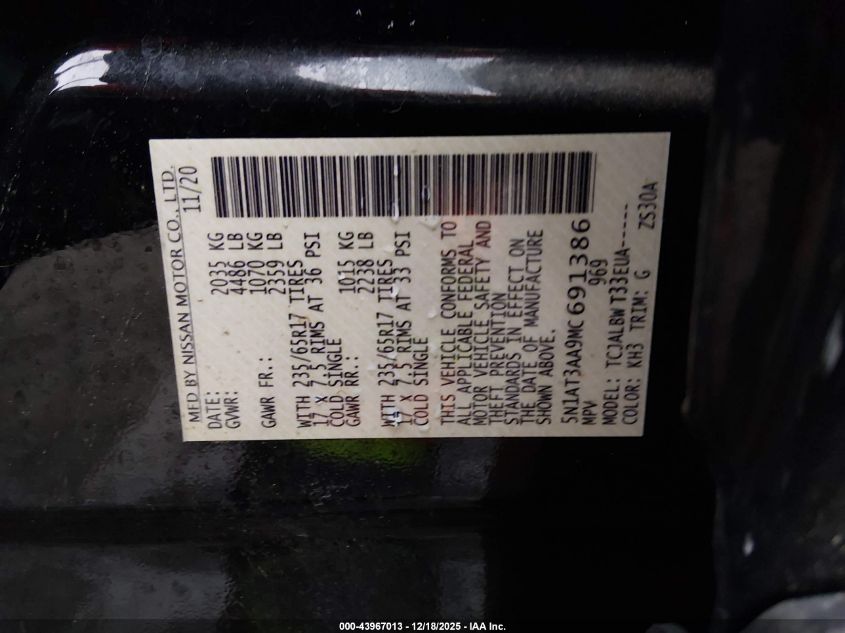 MFD BY NISSAN MOTOR CO., LTD.
DATE: 11/20
GVWR: 2035 KG
4486 LB
GAWR FR.: 1070 KG
2359 LB
WITH 235/65R17 TIRES
17 X 7.5 RIMS AT 36 PSI
COLD SINGLE
GAWR RR.: 1015 KG
2238 LB
WITH 235/65R17 TIRES
17 X 7.5 RIMS AT 33 PSI
COLD SINGLE
THIS VEHICLE CONFORMS TO
ALL APPLICABLE FEDERAL
MOTOR VEHICLE SAFETY AND
THEFT PREVENTION
STANDARDS IN EFFECT ON
THE DATE OF MANUFACTURE
SHOWN ABOVE.
5N1AT3AA9MC691386
MPV 969
MODEL: TCJALBW T33EUA-----
COLOR: KH3 TRIM: G ZS30A
000-43967013 - 12/18/2025 - IAA Inc.